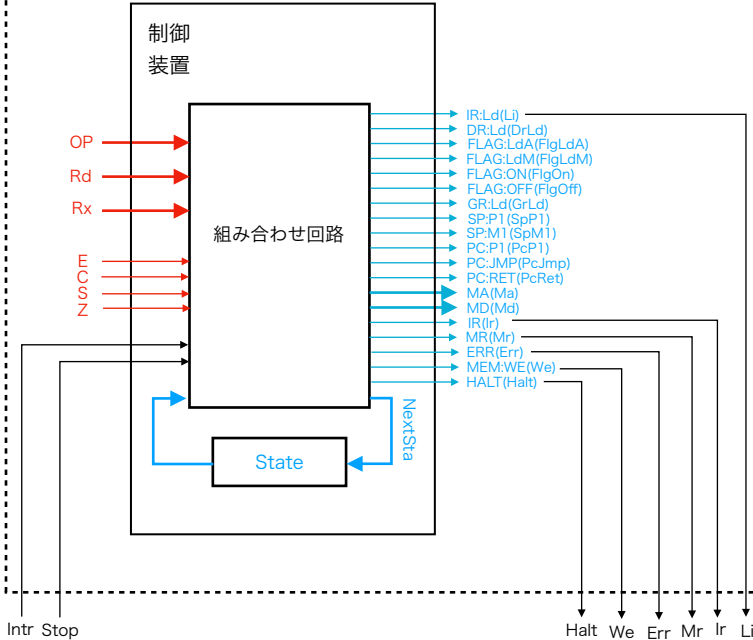 制御
装置
OP
Rd
Rx
E
C
S
Z
組み合わせ回路
IR:Ld(Li)
DR:Ld(DrLd)
FLAG:LdA(FlgLdA)
FLAG:LdM(FlgLdM)
FLAG:ON(FlgOn)
FLAG:OFF(FlgOff)
GR:Ld(GrLd)
SP:P1(SpP1)
SP:M1(SpM1)
PC:P1(PcP1)
PC:JMP(PcJmp)
PC:RET(PcRet)
MA(Ma)
MD(Md)
IR(Ir)
MR(Mr)
ERR(Err)
MEM:WE(We)
HALT(Halt)
NextSta
State
Intr Stop
Halt We Err Mr Ir Li